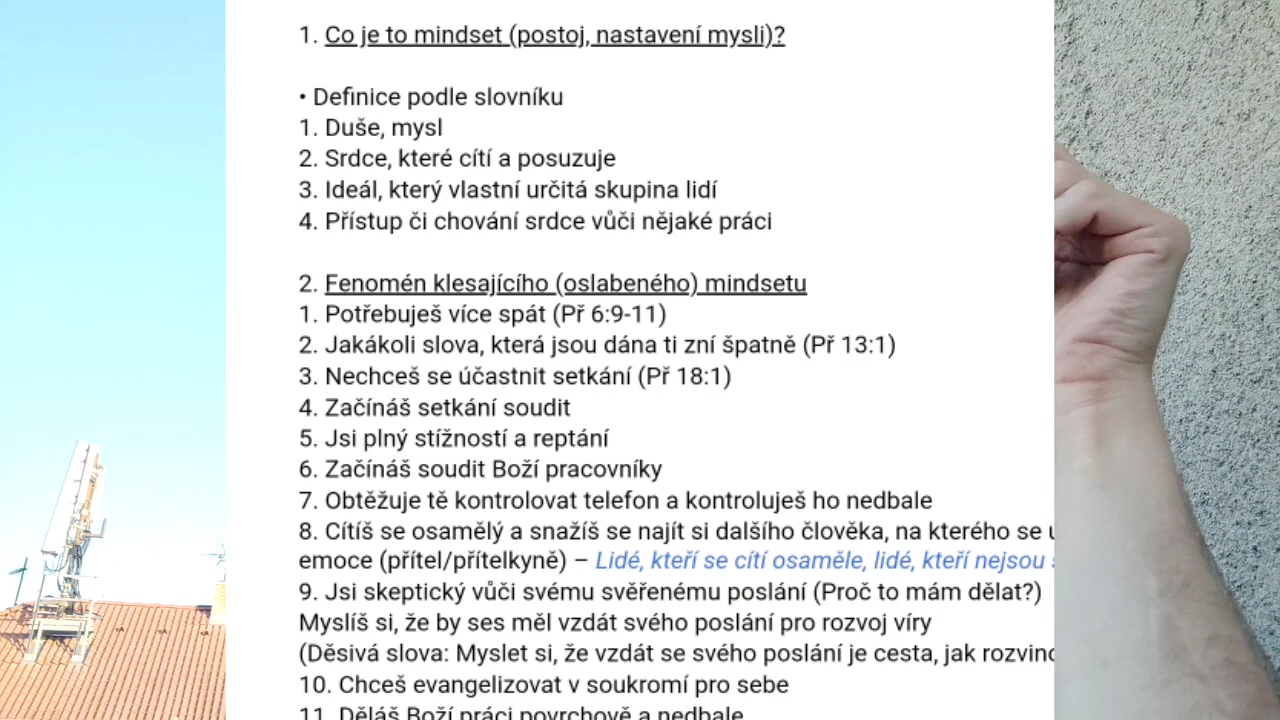 1. Co je to mindset (postoj, nastavení mysli)?
• Definice podle slovníku
1. Duše, mysl
2. Srdce, které cítí a posuzuje
3. Ideál, který vlastní určitá skupina lidí
4. Přístup či chování srdce vůči nějaké práci
2. Fenomén klesajícího (oslabeného) mindsetu
1. Potřebuješ více spát (Př 6:9-11)
2. Jakákoli slova, která jsou dána ti zní špatně (Př 13:1)
3. Nechceš se účastnit setkání (Př 18:1)
4. Začínáš setkání soudit
5. Jsi plný stížností a reptání
6. Začínáš soudit Boží pracovníky
7. Obtěžuje tě kontrolovat telefon a kontroluješ ho nedbale
8. Cítíš se osamělý a snažíš se najít si dalšího člověka, na kterého se
emoce (přítel/přítelkyně) – Lidé, kteří se cítí osaměle, lidé, kteří nejsou
9. Jsi skeptický vůči svému svěřenému poslání (Proč to mám dělat?)
Myslíš si, že by ses měl vzdát svého poslání pro rozvoj víry
(Děsivá slova: Myslet si, že vzdát se svého poslání je cesta, jak
10. Chceš evangelizovat v soukromí pro sebe
11. Děláš Boží práci povrchově a nedbale